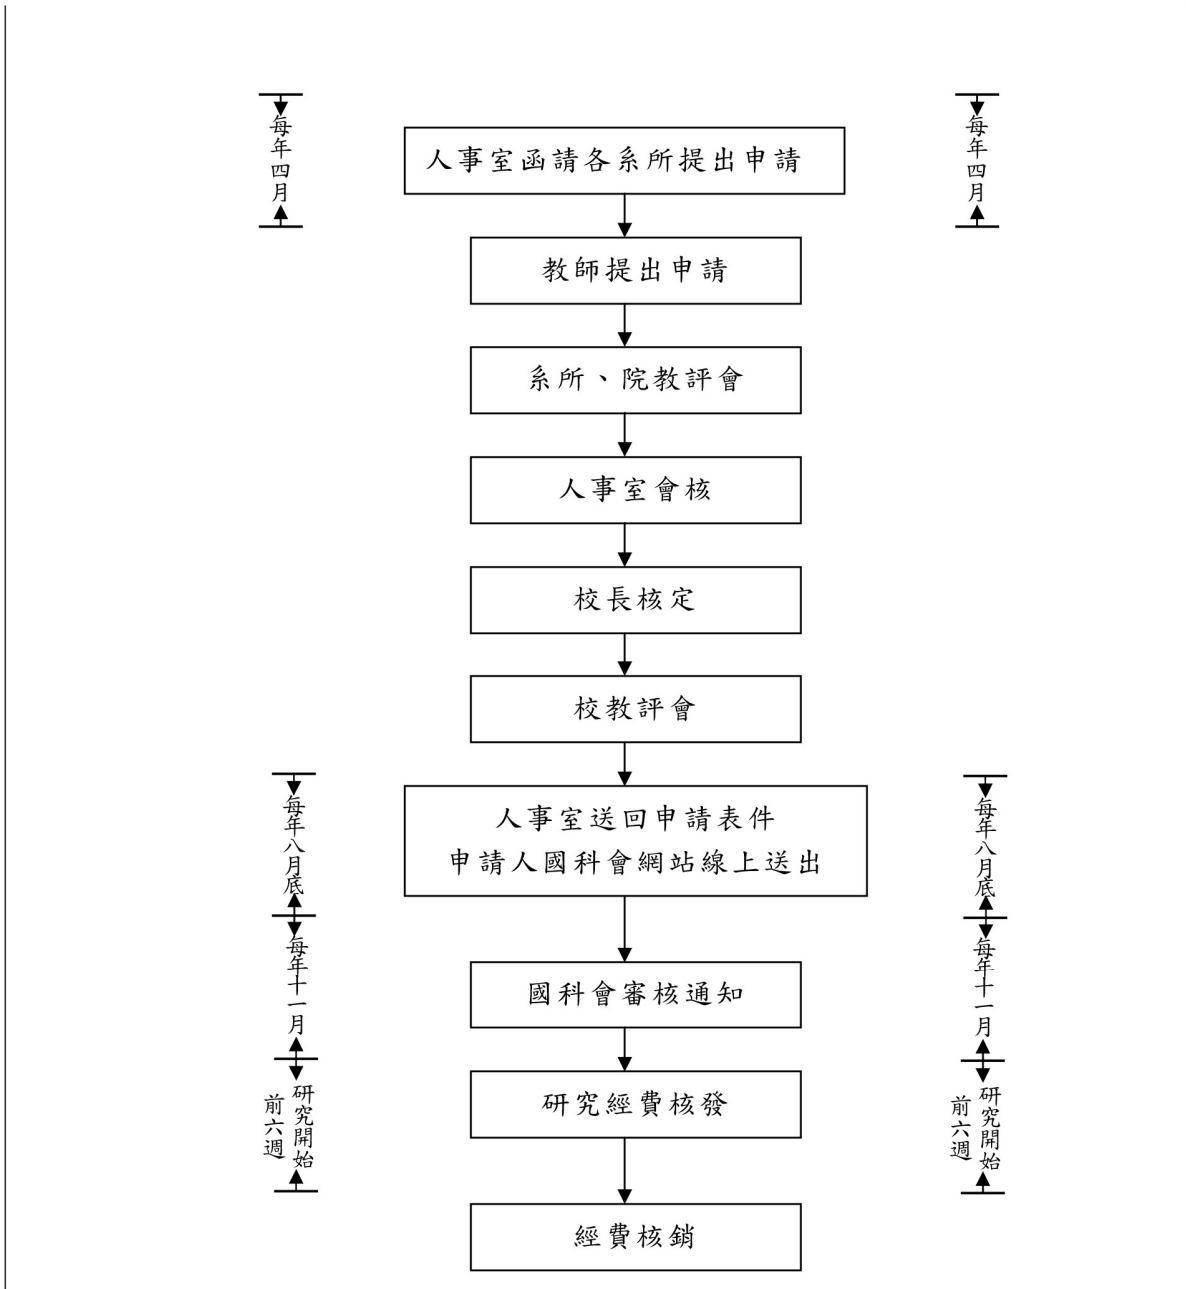 每年四月
人事室函請各系所提出申請
每年四月
教師提出申請
系所、院教評會
人事室會核
校長核定
校教評會
每年八月底
人事室送回申請表件
申請人國科會網站線上送出
每年八月底
每年十一月
國科會審核通知
每年十一月
研究開始
前六週
研究經費核發
研究開始
前六週
經費核銷